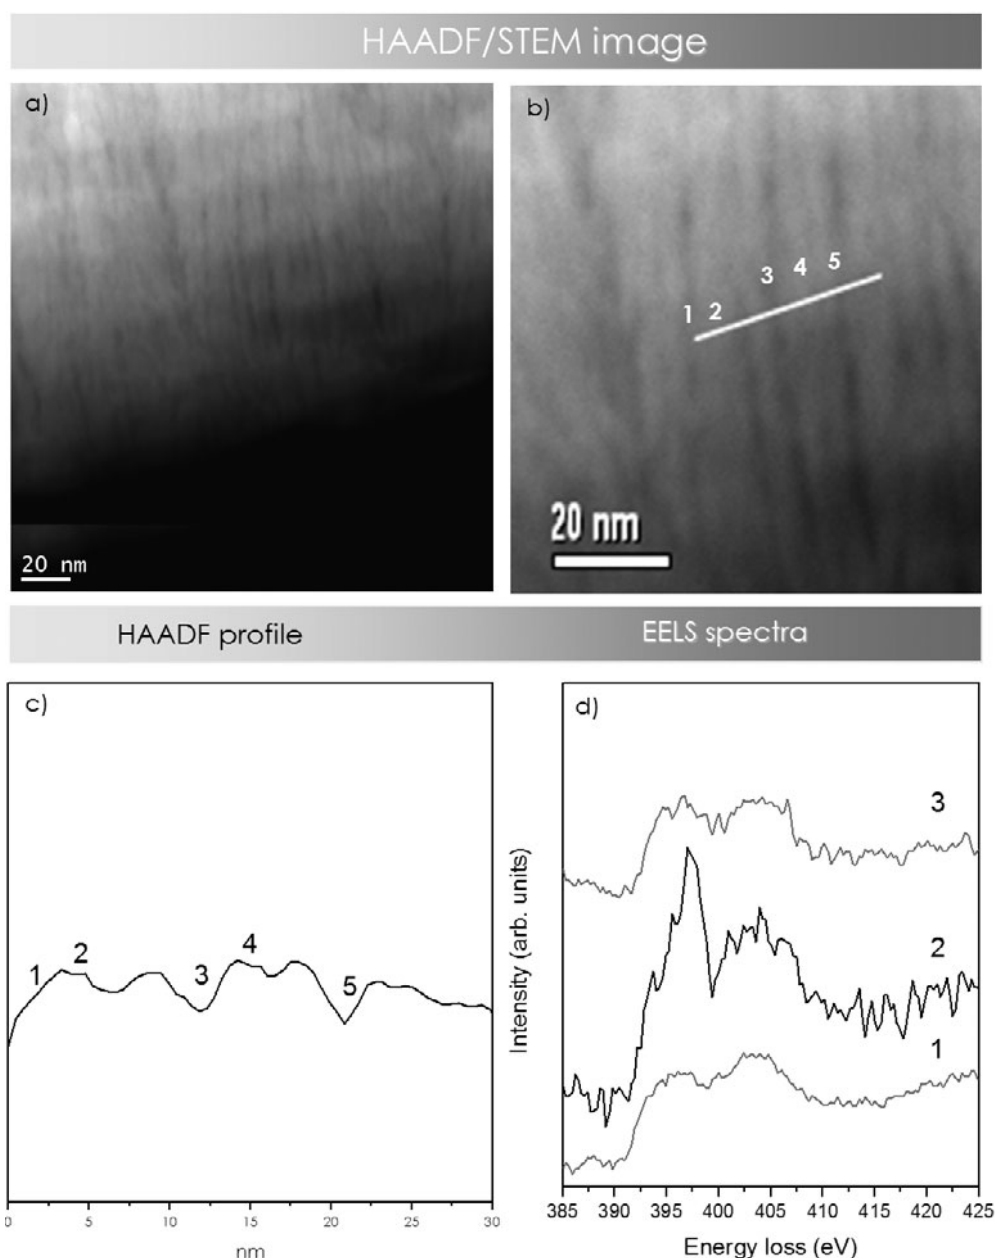 HAADF/STEM image
a)
b)
3 4 5
1 2
20 nm
20 nm
HAADF profile
EELS spectra
c)
1 2 3 4 5
0 5 10 15 20 25 30
nm
d)
3
2
1
Intensity (arb. units)
385 390 395 400 405 410 415 420 425
Energy loss (eV)